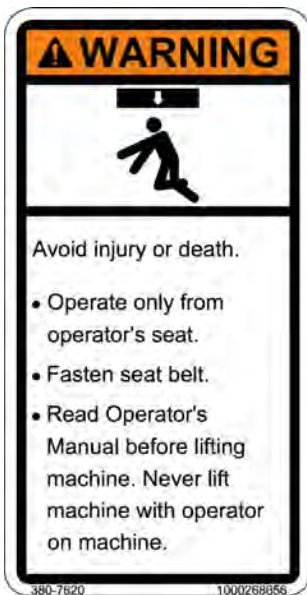 WARNING
Avoid injury or death.
• Operate only from
operator's seat.
• Fasten seat belt.
• Read Operator's
Manual before lifting
machine. Never lift
machine with operator
on machine.
380-7620 1000268656